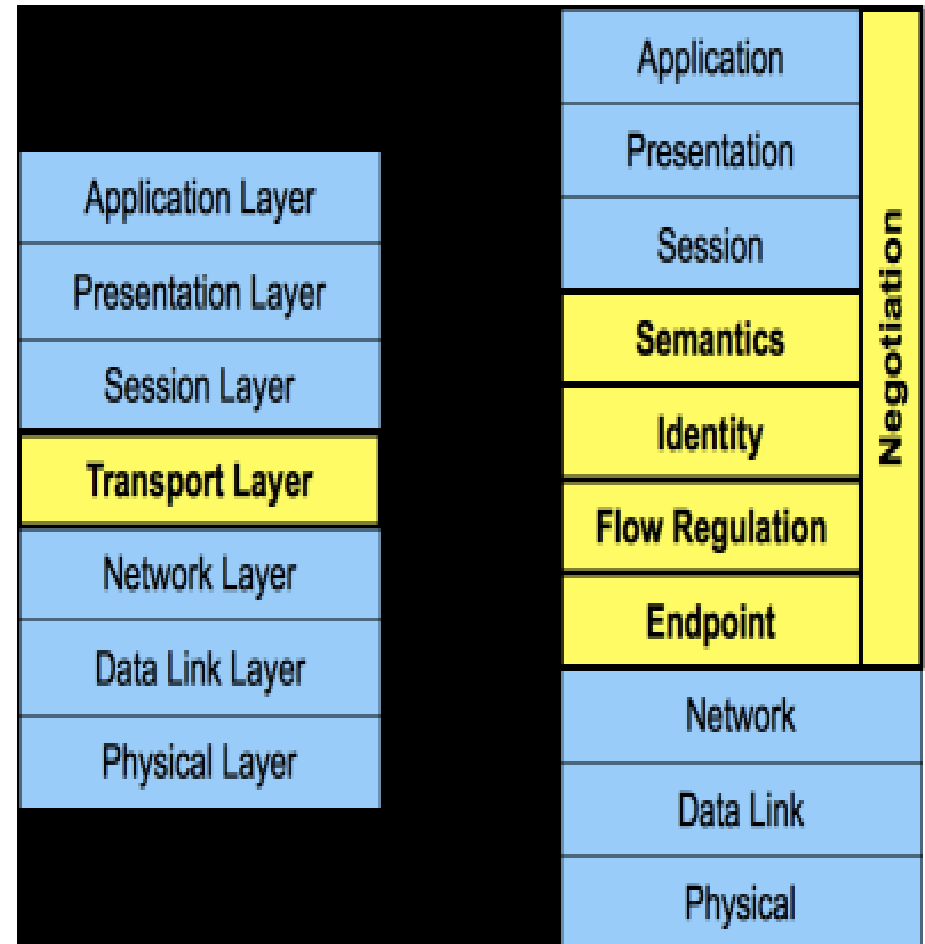 Application Layer
Presentation Layer
Session Layer
Transport Layer
Network Layer
Data Link Layer
Physical Layer
Application
Presentation
Session
Semantics
Identity
Flow Regulation
Endpoint
Negotiation
Network
Data Link
Physical